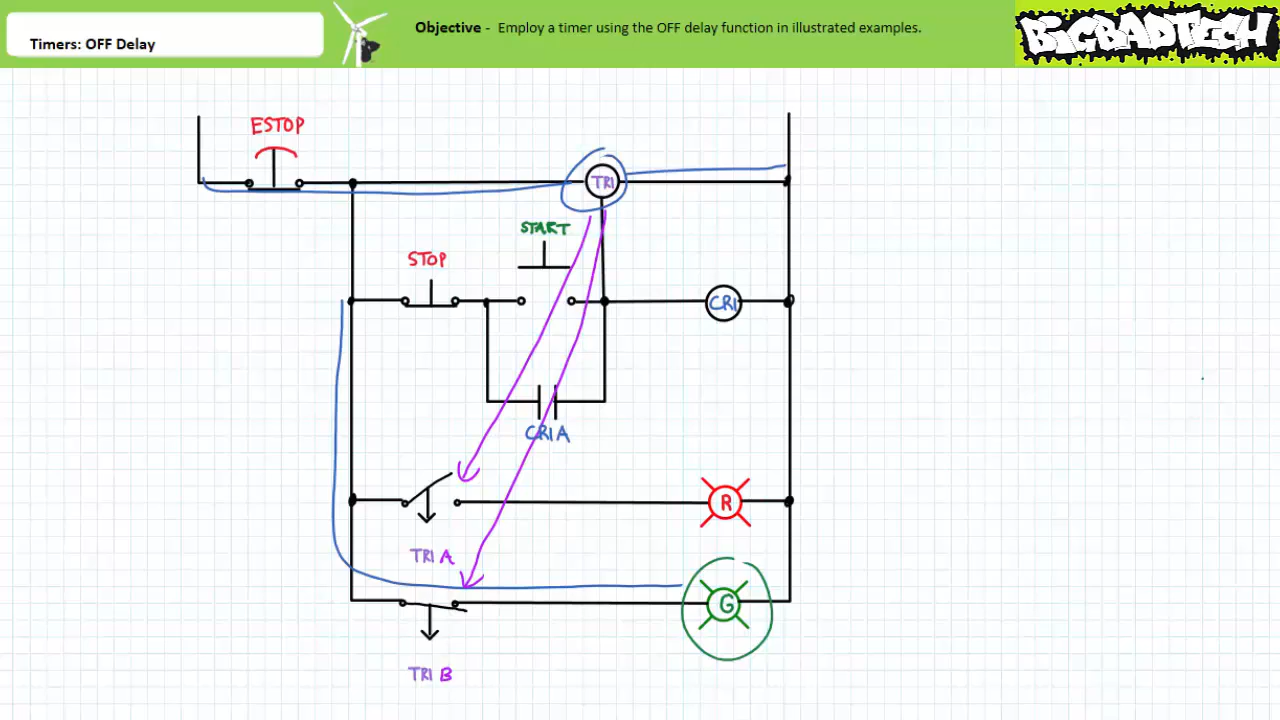 Timers: OFF Delay
Objective - Employ a timer using the OFF delay function in illustrated examples.
BIGBADTECH
ESTOP
TR1
START
STOP
CR1
CR1A
R
TR1 A
G
TR1 B